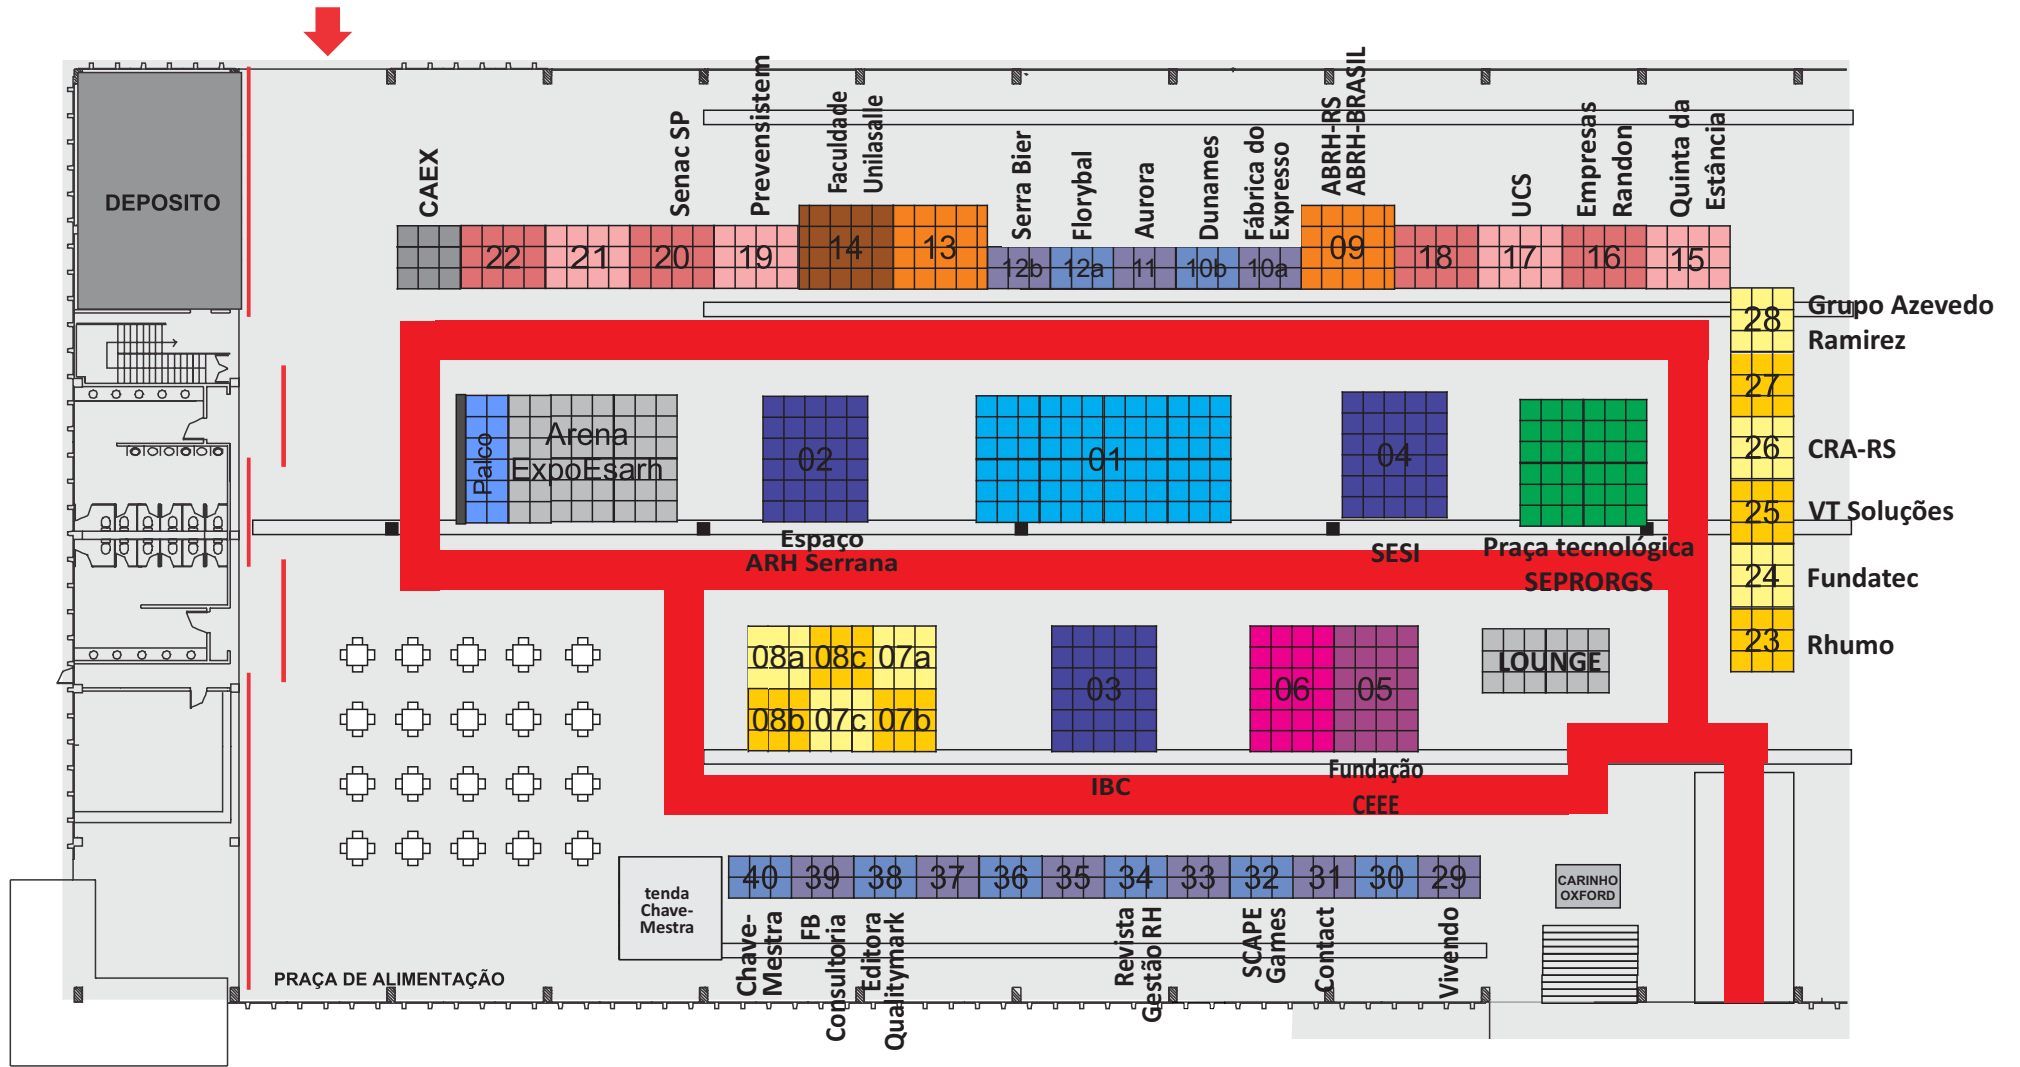 DEPOSITO
CAEX
Senac SP
Prevensistem
Faculdade
Unilasalle
Serra Bier
Florybal
Aurora
Dunames
Fábrica do
Expresso
ABRH-RS
ABRH-BRASIL
UCS
Empresas
Randon
Quinta da
Estância
22
21
20
19
14
13
12b
12a
11
10b
10a
09
18
17
16
15
28
Grupo Azevedo
Ramirez
27
26
CRA-RS
25
VT Soluções
24
Fundatec
23
Rhumo
Palco
Arena
ExpoEsarh
02
01
04
Espaço
ARH Serrana
SESI
Praça tecnológica
SEPRORGS
08a
08c
07a
08b
07c
07b
03
06
05
LOUNGE
IBC
Fundação
CEEE
tenda
Chave-
Mestra
40
39
38
37
36
35
34
33
32
31
30
29
CARINHO
OXFORD
Chave-
Mestra
FB
Consultoria
Editora
Qualitymark
Revista
Gestão RH
SCAPE
Games
Contact
Vivendo
PRAÇA DE ALIMENTAÇÃO